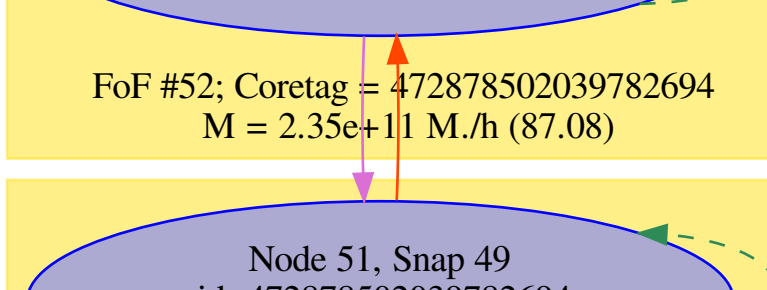 FoF #52; Coretag = 472878502039782694
M = 2.35e+11 M./h (87.08)
Node 51, Snap 49